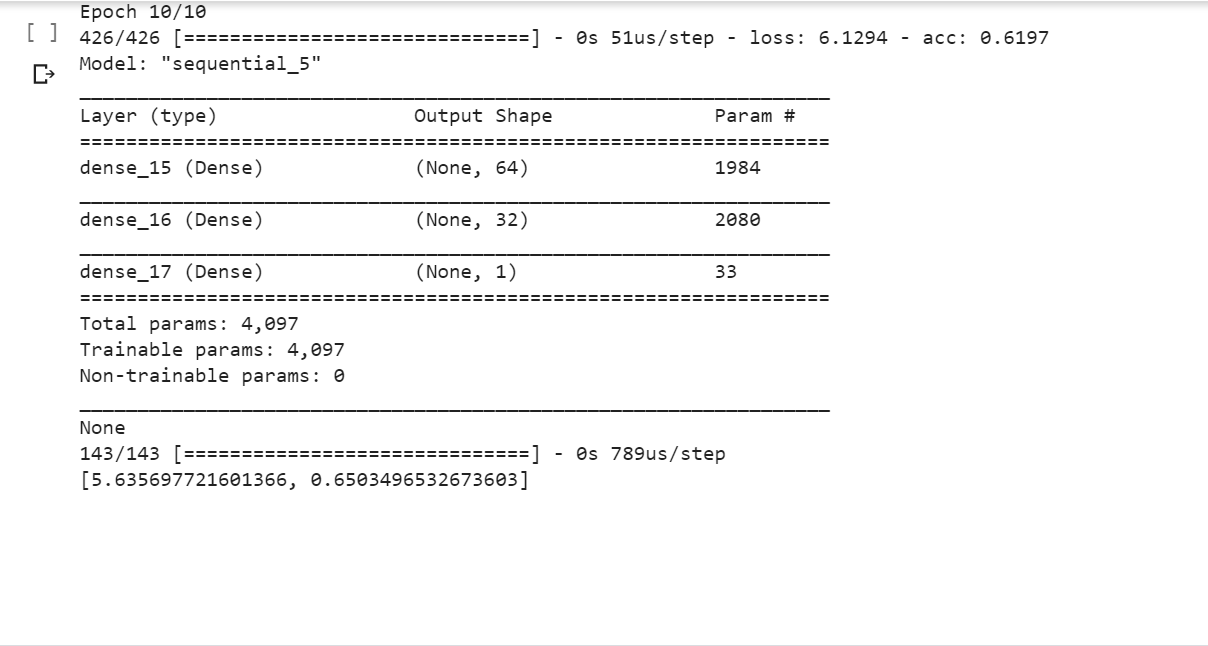 Epoch 10/10
[ ] 426/426 [==============================] - 0s 51us/step - loss: 6.1294 - acc: 0.6197
Model: "sequential_5"
_________________________________________________________________
Layer (type)                 Output Shape              Param #
=================================================================
dense_15 (Dense)             (None, 64)                1984
_________________________________________________________________
dense_16 (Dense)             (None, 32)                2080
_________________________________________________________________
dense_17 (Dense)             (None, 1)                 33
=================================================================
Total params: 4,097
Trainable params: 4,097
Non-trainable params: 0
_________________________________________________________________
None
143/143 [==============================] - 0s 789us/step
[5.635697721601366, 0.6503496532673603]